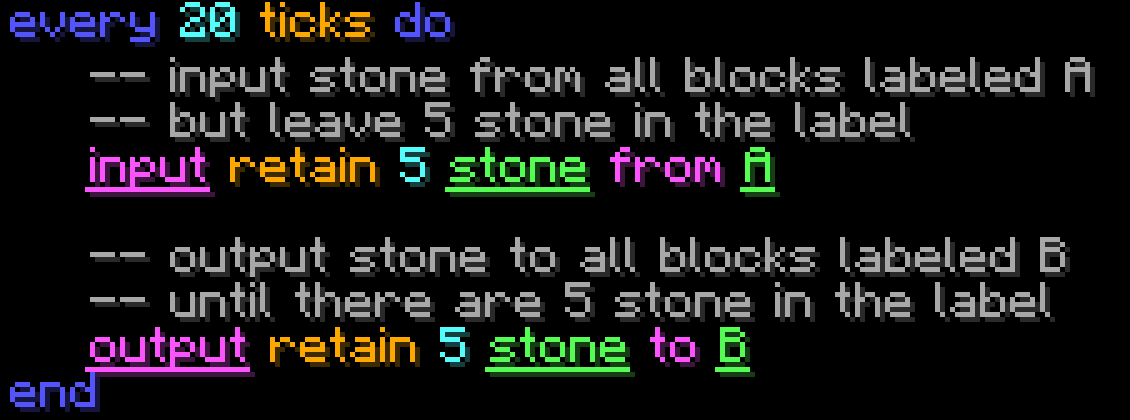 every 20 ticks do
-- input stone from all blocks labeled A
-- but leave 5 stone in the label
input retain 5 stone from A
-- output stone to all blocks labeled B
-- until there are 5 stone in the label
output retain 5 stone to B
end